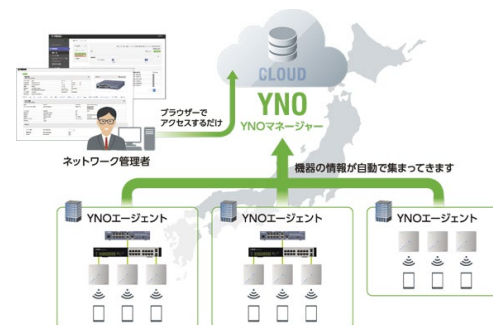 CLOUD
YNO
YNOマネージャー
ブラウザーで
アクセスするだけ
ネットワーク管理者
機器の情報が自動で集まってきます
YNOエージェント
YNOエージェント
YNOエージェント